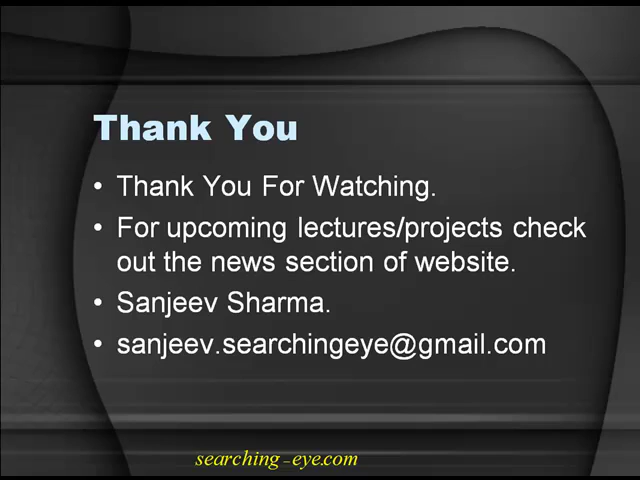 Thank You
• Thank You For Watching.
• For upcoming lectures/projects check
out the news section of website.
• Sanjeev Sharma.
• sanjeev.searchingeye@gmail.com
searching-eye.com